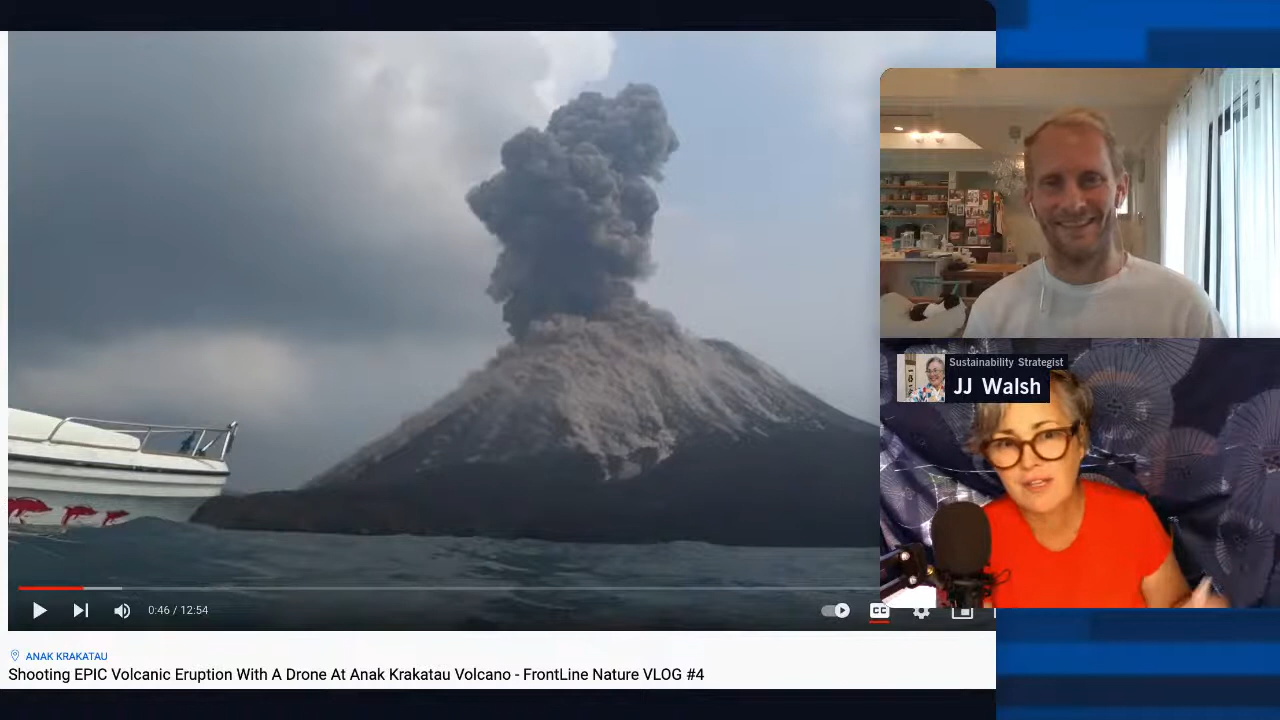 Sustainability Strategist
JJ Walsh
0:46 / 12:54
CC
ANAK KRAKATAU
Shooting EPIC Volcanic Eruption With A Drone At Anak Krakatau Volcano - FrontLine Nature VLOG #4